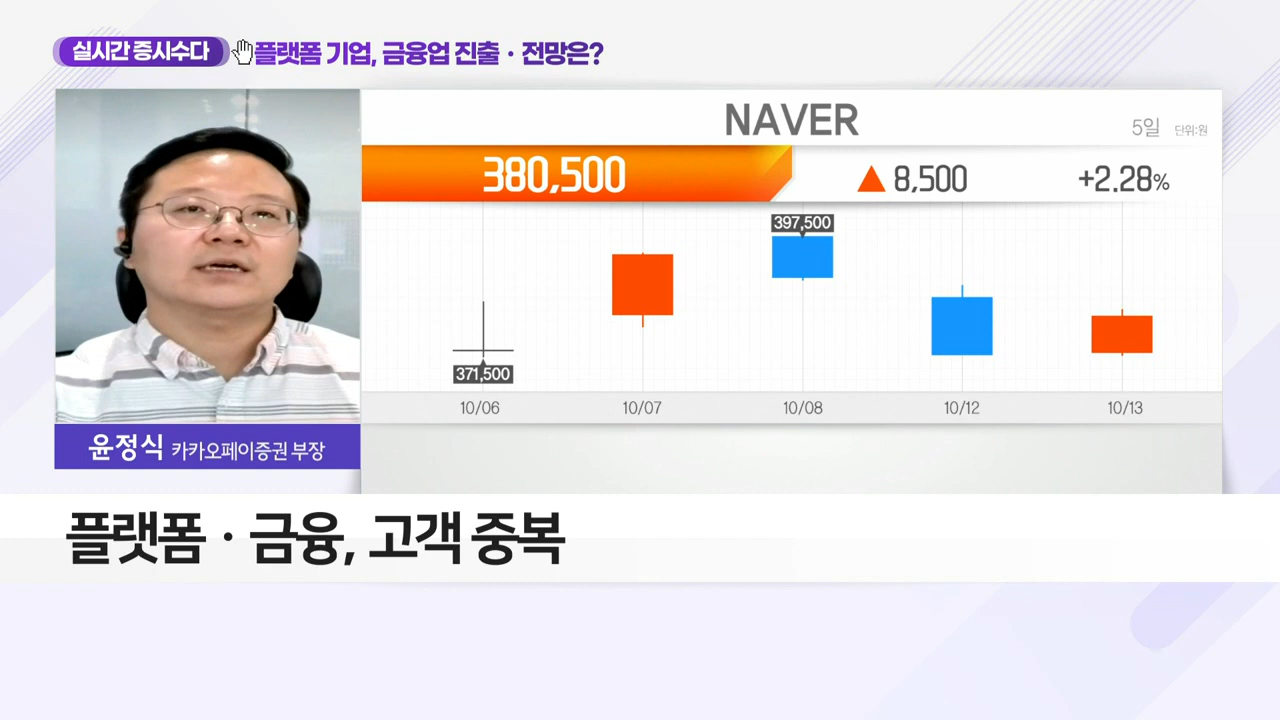 실시간 증시수다 플랫폼 기업, 금융업 진출 · 전망은?
NAVER
5일 단위:원
380,500 ▲ 8,500 +2.28%
397,500
371,500
10/06 10/07 10/08 10/12 10/13
윤정식 카카오페이증권 부장
플랫폼 · 금융, 고객 중복